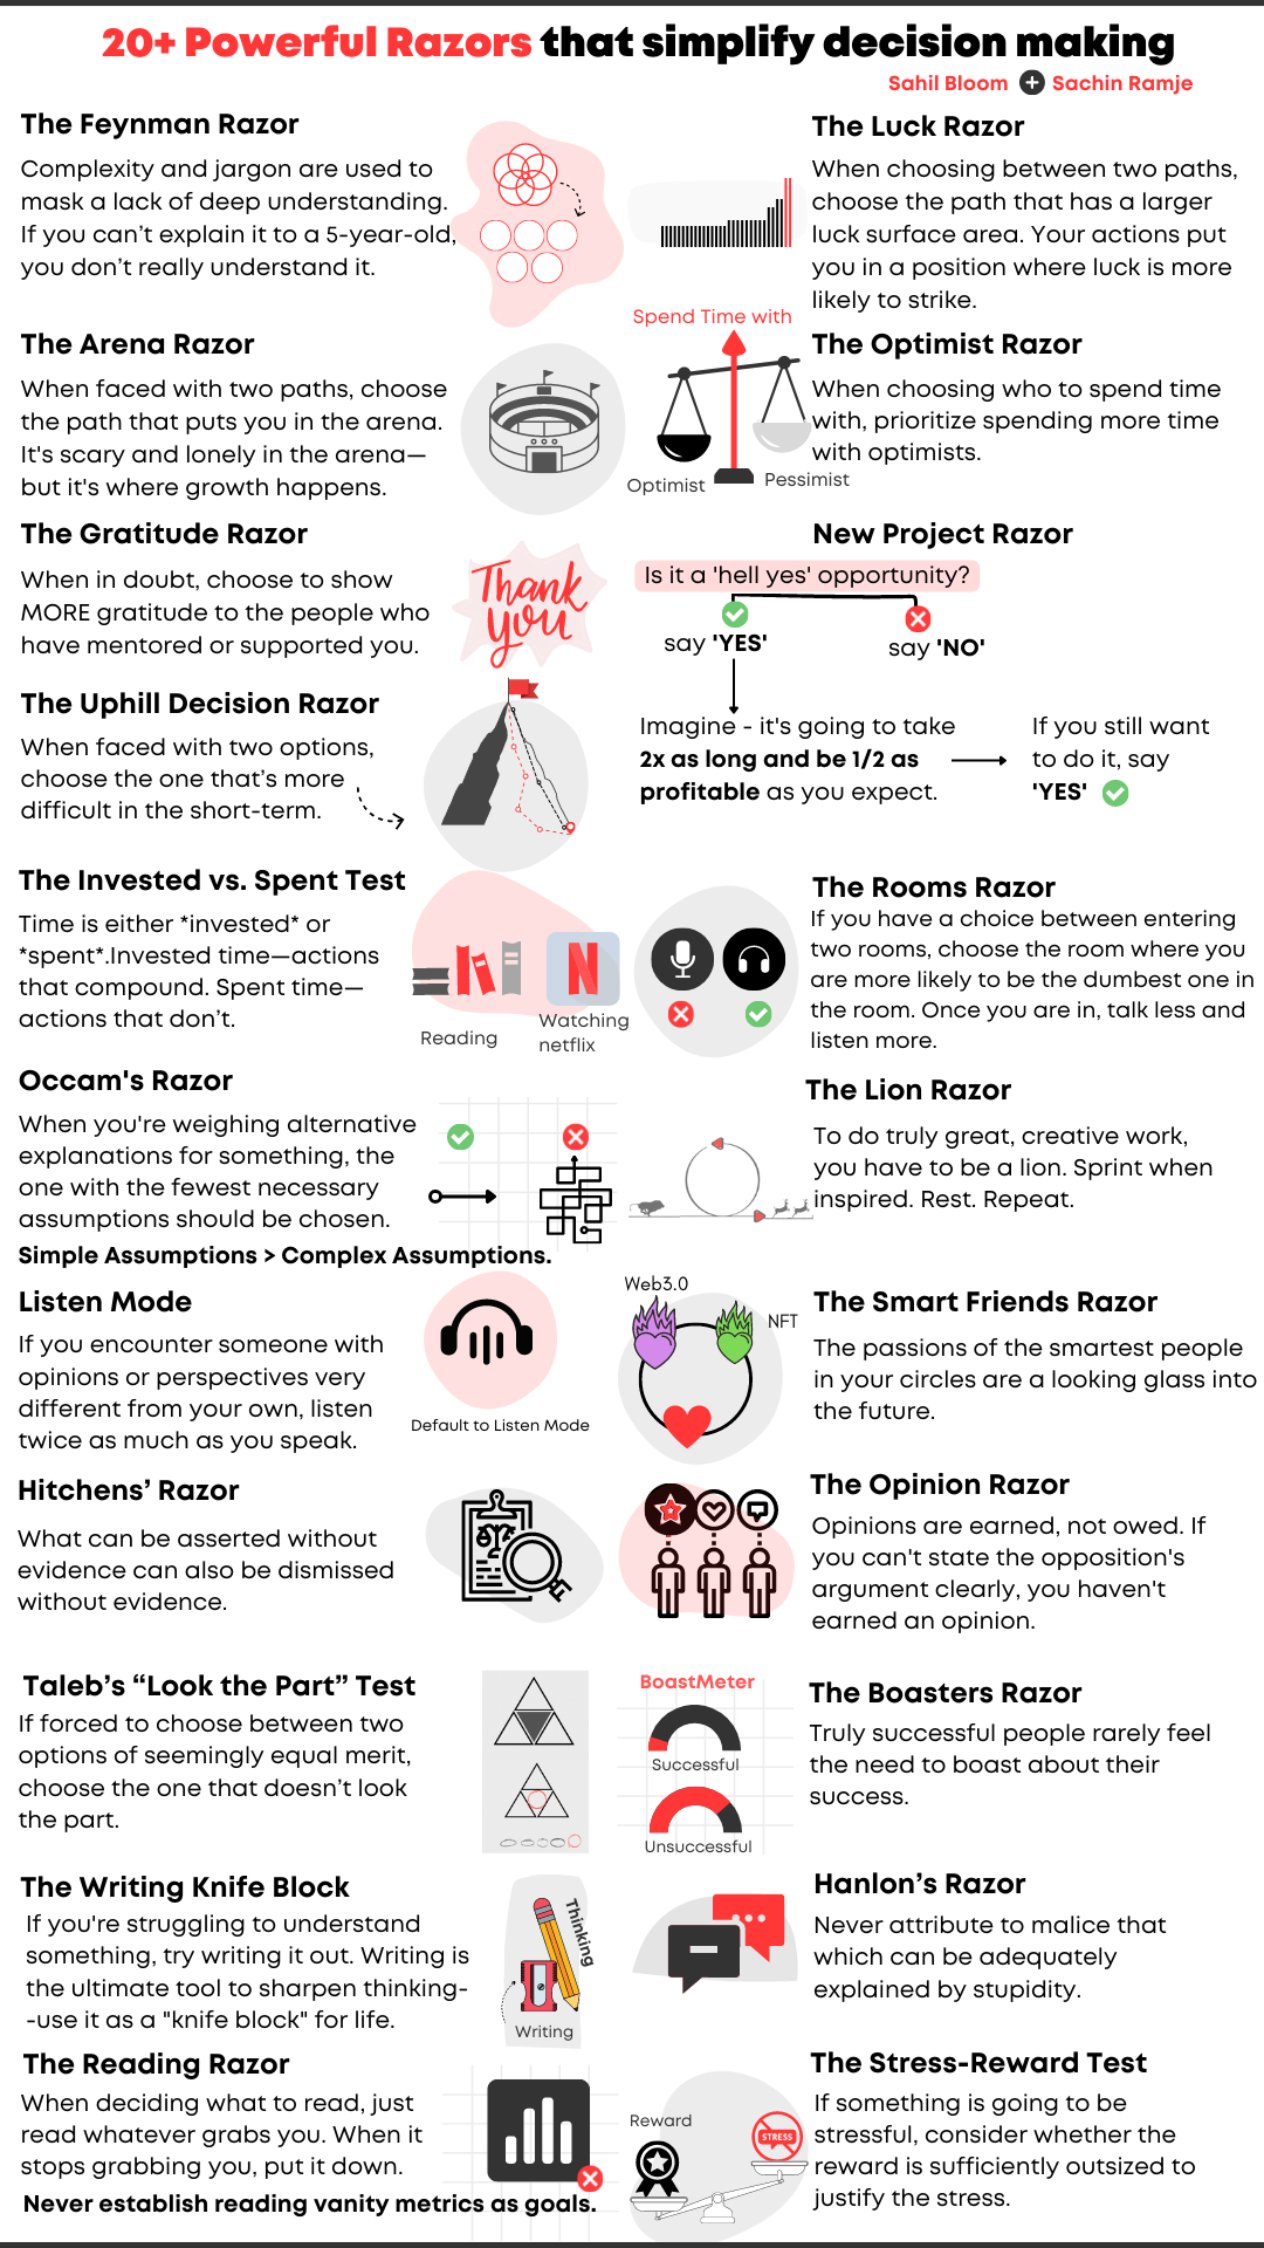 20+ Powerful Razors that simplify decision making
Sahil Bloom + Sachin Ramje
The Feynman Razor
Complexity and jargon are used to
mask a lack of deep understanding.
If you can’t explain it to a 5-year-old,
you don’t really understand it.
The Luck Razor
When choosing between two paths,
choose the path that has a larger
luck surface area. Your actions put
you in a position where luck is more
likely to strike.
The Arena Razor
When faced with two paths, choose
the path that puts you in the arena.
It's scary and lonely in the arena—
but it's where growth happens.
Spend Time with
Optimist
Pessimist
The Optimist Razor
When choosing who to spend time
with, prioritize spending more time
with optimists.
The Gratitude Razor
When in doubt, choose to show
MORE gratitude to the people who
have mentored or supported you.
Thank
you
New Project Razor
Is it a 'hell yes' opportunity?
say 'YES'
say 'NO'
Imagine - it's going to take
2x as long and be 1/2 as
profitable as you expect.
If you still want
to do it, say
'YES'
The Uphill Decision Razor
When faced with two options,
choose the one that’s more
difficult in the short-term.
The Invested vs. Spent Test
Time is either *invested* or
*spent*.Invested time—actions
that compound. Spent time—
actions that don’t.
Reading
N
Watching
netflix
The Rooms Razor
If you have a choice between entering
two rooms, choose the room where you
are more likely to be the dumbest one in
the room. Once you are in, talk less and
listen more.
Occam's Razor
When you're weighing alternative
explanations for something, the
one with the fewest necessary
assumptions should be chosen.
Simple Assumptions > Complex Assumptions.
The Lion Razor
To do truly great, creative work,
you have to be a lion. Sprint when
inspired. Rest. Repeat.
Listen Mode
If you encounter someone with
opinions or perspectives very
different from your own, listen
twice as much as you speak.
Default to Listen Mode
Web3.0
NFT
The Smart Friends Razor
The passions of the smartest people
in your circles are a looking glass into
the future.
Hitchens’ Razor
What can be asserted without
evidence can also be dismissed
without evidence.
The Opinion Razor
Opinions are earned, not owed. If
you can't state the opposition's
argument clearly, you haven't
earned an opinion.
Taleb’s “Look the Part” Test
If forced to choose between two
options of seemingly equal merit,
choose the one that doesn’t look
the part.
BoastMeter
Successful
Unsuccessful
The Boasters Razor
Truly successful people rarely feel
the need to boast about their
success.
The Writing Knife Block
If you're struggling to understand
something, try writing it out. Writing is
the ultimate tool to sharpen thinking-
-use it as a "knife block" for life.
Thinking
Writing
Hanlon’s Razor
Never attribute to malice that
which can be adequately
explained by stupidity.
The Reading Razor
When deciding what to read, just
read whatever grabs you. When it
stops grabbing you, put it down.
Never establish reading vanity metrics as goals.
Reward
STRESS
The Stress-Reward Test
If something is going to be
stressful, consider whether the
reward is sufficiently outsized to
justify the stress.